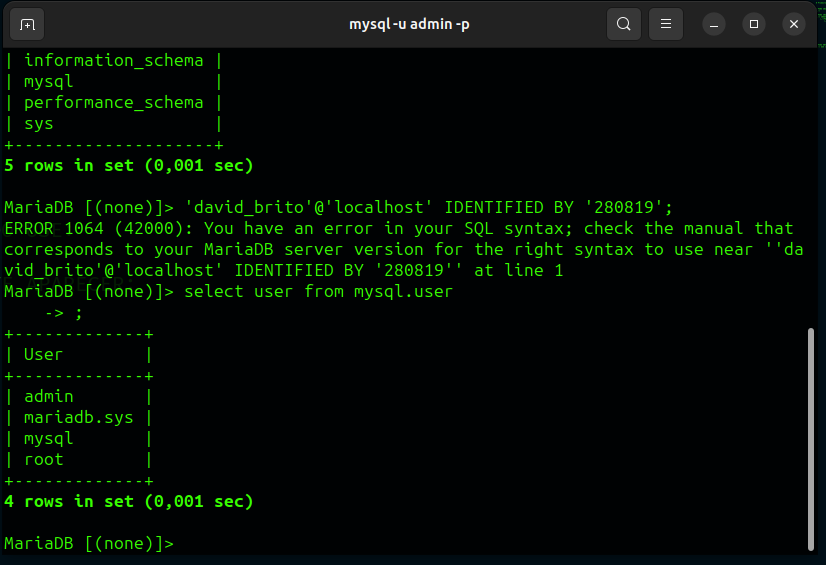 mysql -u admin -p
| information_schema |
| mysql              |
| performance_schema |
| sys                |
+--------------------+
5 rows in set (0,001 sec)
MariaDB [(none)]> 'david_brito'@'localhost' IDENTIFIED BY '280819';
ERROR 1064 (42000): You have an error in your SQL syntax; check the manual that
corresponds to your MariaDB server version for the right syntax to use near ''da
vid_brito'@'localhost' IDENTIFIED BY '280819'' at line 1
MariaDB [(none)]> select user from mysql.user
    -> ;
+-------------+
| User        |
+-------------+
| admin       |
| mariadb.sys |
| mysql       |
| root        |
+-------------+
4 rows in set (0,001 sec)
MariaDB [(none)]>